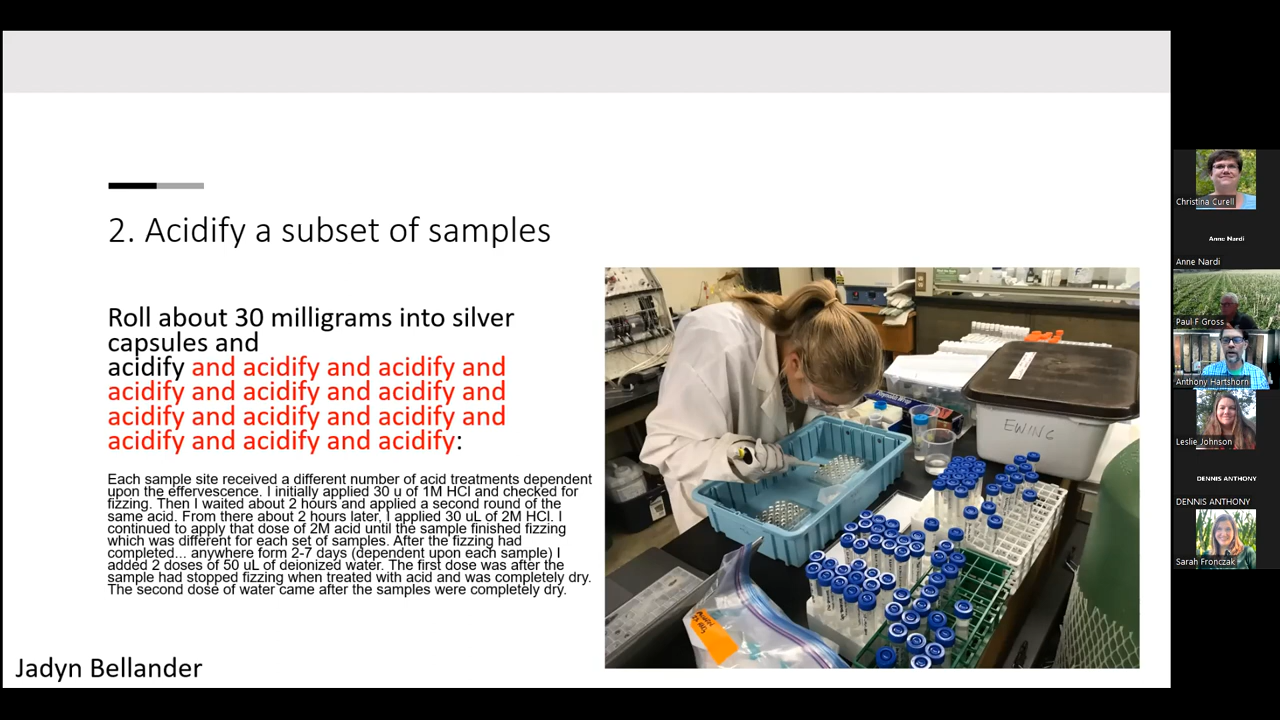 2. Acidify a subset of samples
Roll about 30 milligrams into silver
capsules and
acidify and acidify and acidify and
acidify and acidify and acidify and
acidify and acidify and acidify and
acidify and acidify and acidify:
Each sample site received a different number of acid treatments dependent
upon the effervescence. I initially applied 30 u of 1M HCl and checked for
fizzing. Then I waited about 2 hours and applied a second round of the
same acid. From there about 2 hours later, I applied 30 uL of 2M HCl. I
continued to apply that dose of 2M acid until the sample finished fizzing
which was different for each set of samples. After the fizzing had
completed... anywhere form 2-7 days (dependent upon each sample) I
added 2 doses of 50 uL of deionized water. The first dose was after the
sample had stopped fizzing when treated with acid and was completely dry.
The second dose of water came after the samples were completely dry.
Jadyn Bellander
EWING
Christina Curell
Anne Nardi
Anne Nardi
Paul F Gross
Anthony Hartshorn
Leslie Johnson
DENNIS ANTHONY
DENNIS ANTHONY
Sarah Fronczak